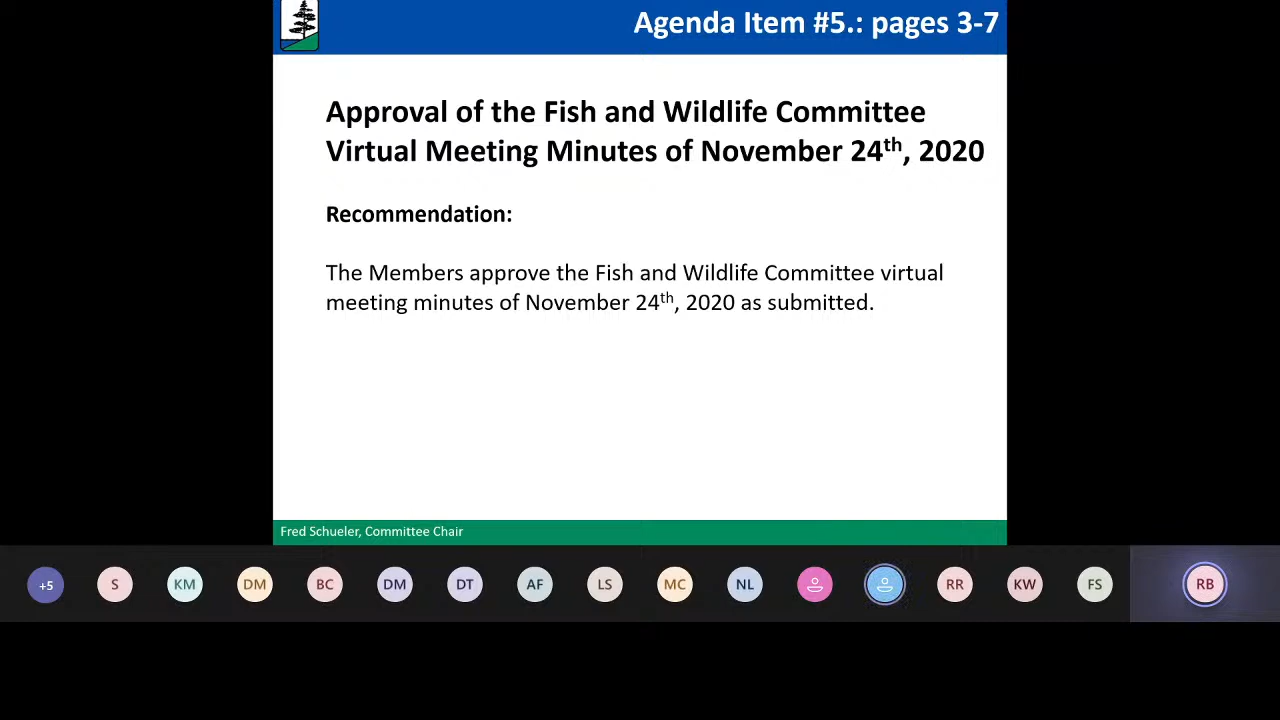 Agenda Item #5.: pages 3-7
Approval of the Fish and Wildlife Committee
Virtual Meeting Minutes of November 24th, 2020
Recommendation:
The Members approve the Fish and Wildlife Committee virtual
meeting minutes of November 24th, 2020 as submitted.
Fred Schueler, Committee Chair
+5 S KM DM BC DM DT AF LS MC NL RR KW FS RB